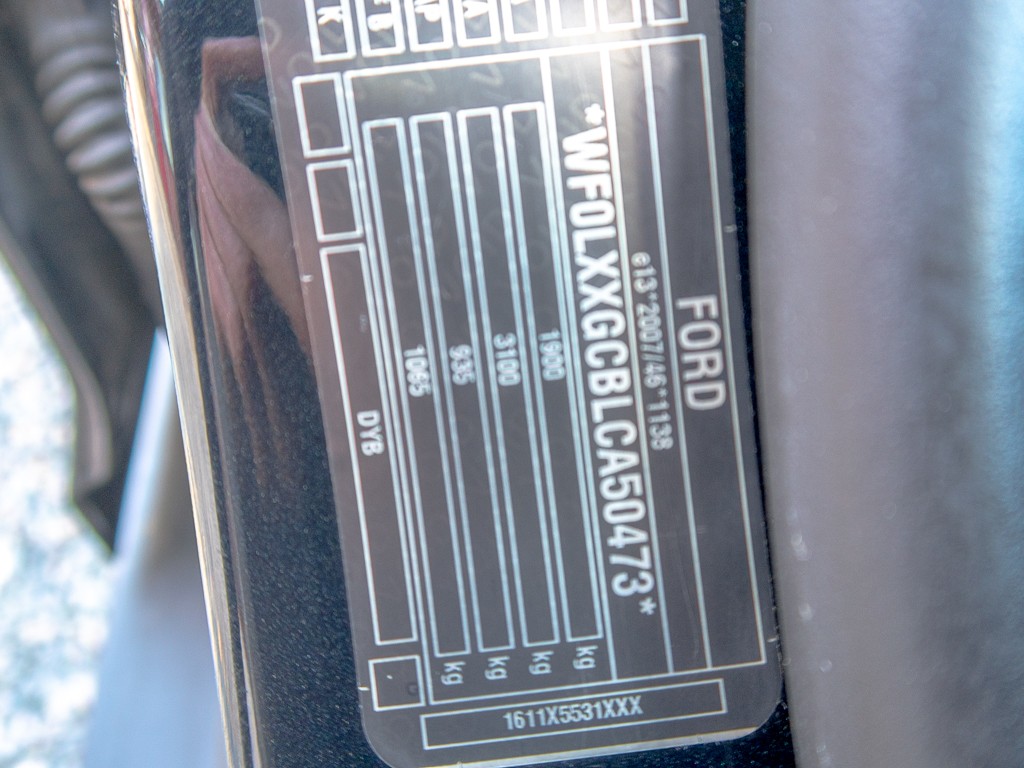 FORD
e13*2007/46*1138
*WF0LXXGCBLCA50473*
1900 kg
3100 kg
935 kg
1065 kg
DYB
1611X5531XXX